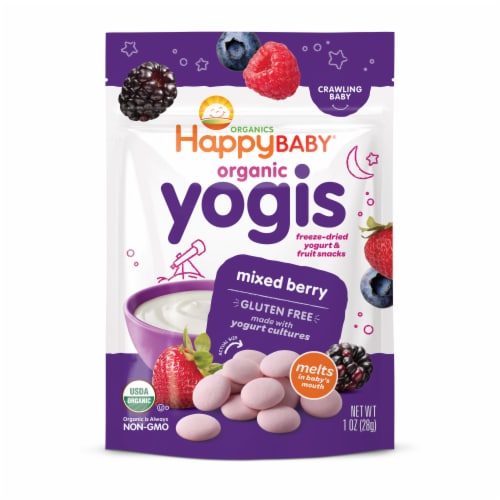 CRAWLING
BABY
ORGANICS
HappyBABY®
organic
yogis
freeze-dried
yogurt &
fruit snacks
mixed berry
GLUTEN FREE
made with
yogurt cultures
ACTUAL SIZE
melts
in baby's
mouth
USDA
ORGANIC
Organic is Always
NON-GMO
NET WT
1 OZ (28g)